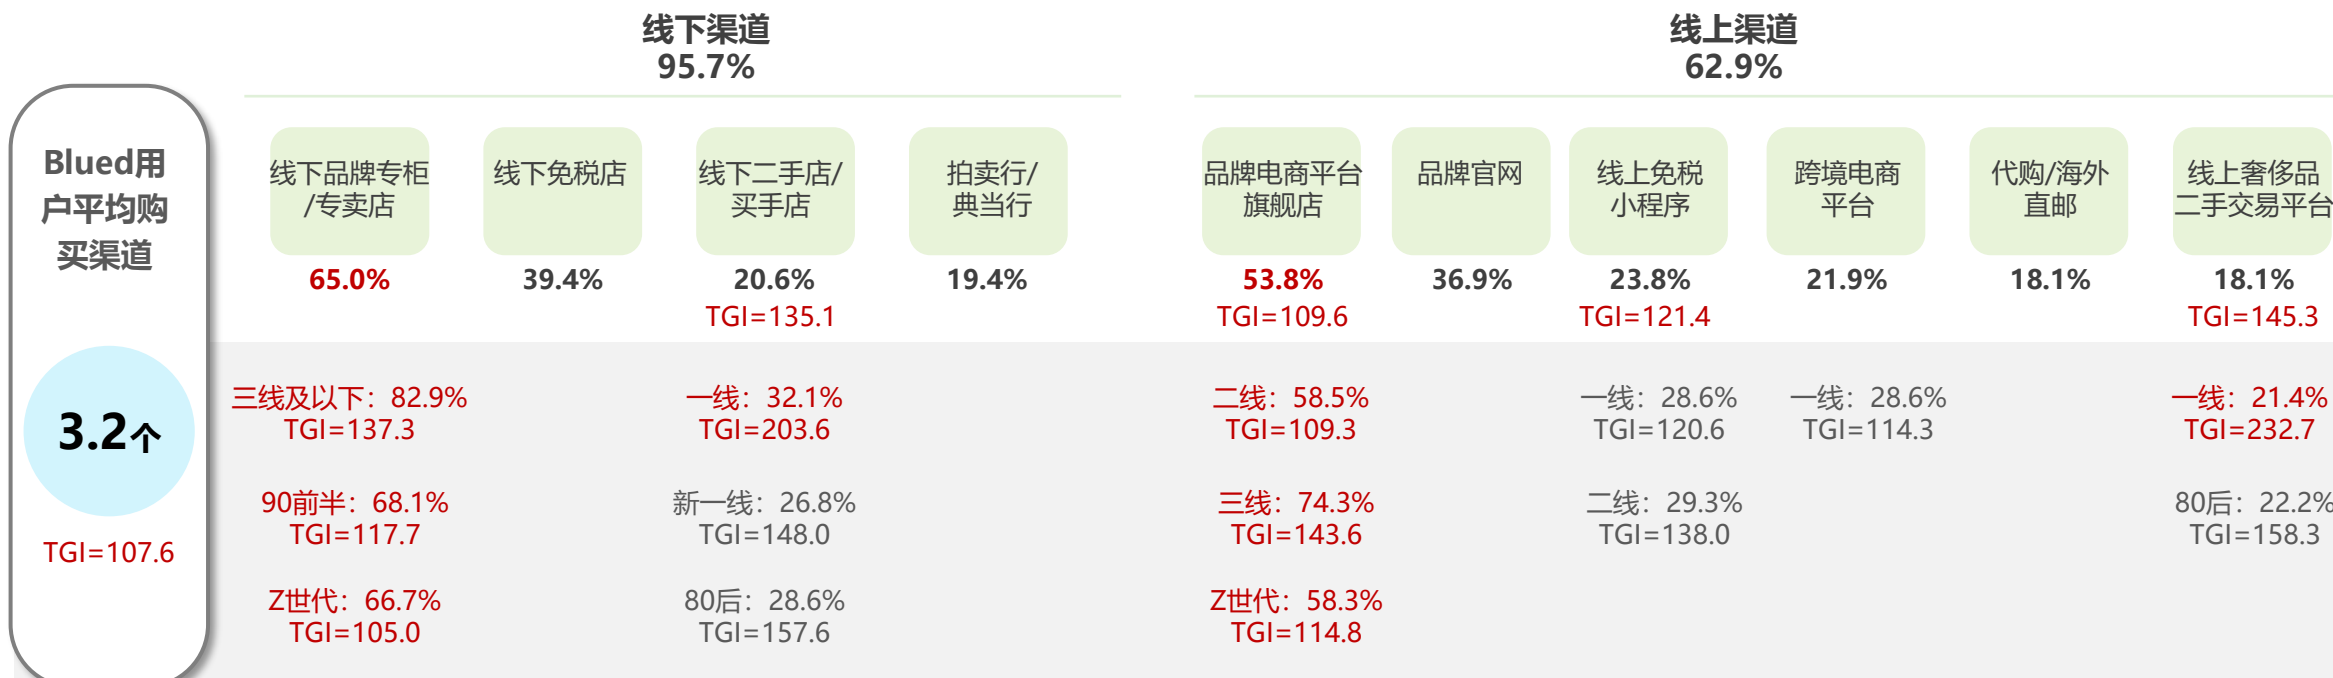 线下渠道
95.7%
线上渠道
62.9%
Blued用
户平均购
买渠道
3.2个
TGI=107.6
线下品牌专柜
/专卖店
65.0%
线下免税店
39.4%
线下二手店/
买手店
20.6%
TGI=135.1
拍卖行/
典当行
19.4%
品牌电商平台
旗舰店
53.8%
TGI=109.6
品牌官网
36.9%
线上免税
小程序
23.8%
TGI=121.4
跨境电商
平台
21.9%
代购/海外
直邮
18.1%
线上奢侈品
二手交易平台
18.1%
TGI=145.3
三线及以下：82.9%
TGI=137.3
一线：32.1%
TGI=203.6
二线：58.5%
TGI=109.3
一线：28.6%
TGI=120.6
一线：28.6%
TGI=114.3
一线：21.4%
TGI=232.7
90前半：68.1%
TGI=117.7
新一线：26.8%
TGI=148.0
三线：74.3%
TGI=143.6
二线：29.3%
TGI=138.0
80后：22.2%
TGI=158.3
Z世代：66.7%
TGI=105.0
80后：28.6%
TGI=157.6
Z世代：58.3%
TGI=114.8